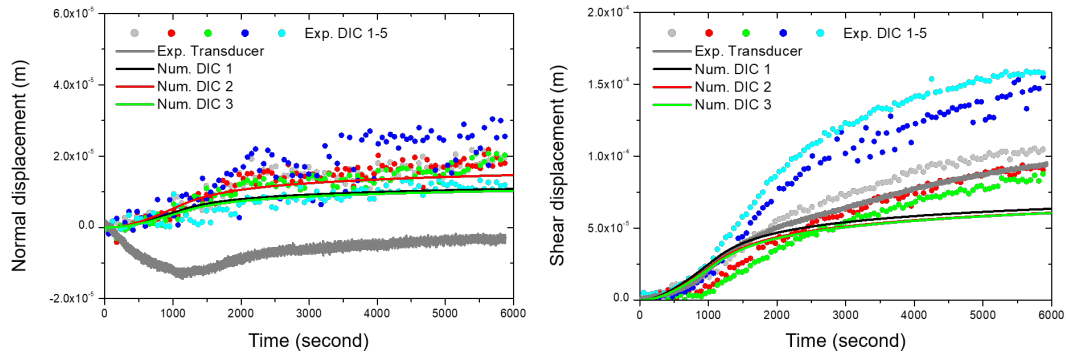 6.0x10⁻⁵
4.0x10⁻⁵
2.0x10⁻⁵
0.0
-2.0x10⁻⁵
Normal displacement (m)
Exp. DIC 1-5
Exp. Transducer
Num. DIC 1
Num. DIC 2
Num. DIC 3
0 1000 2000 3000 4000 5000 6000
Time (second)
2.0x10⁻⁴
1.5x10⁻⁴
1.0x10⁻⁴
5.0x10⁻⁵
0.0
Shear displacement (m)
Exp. DIC 1-5
Exp. Transducer
Num. DIC 1
Num. DIC 2
Num. DIC 3
0 1000 2000 3000 4000 5000 6000
Time (second)